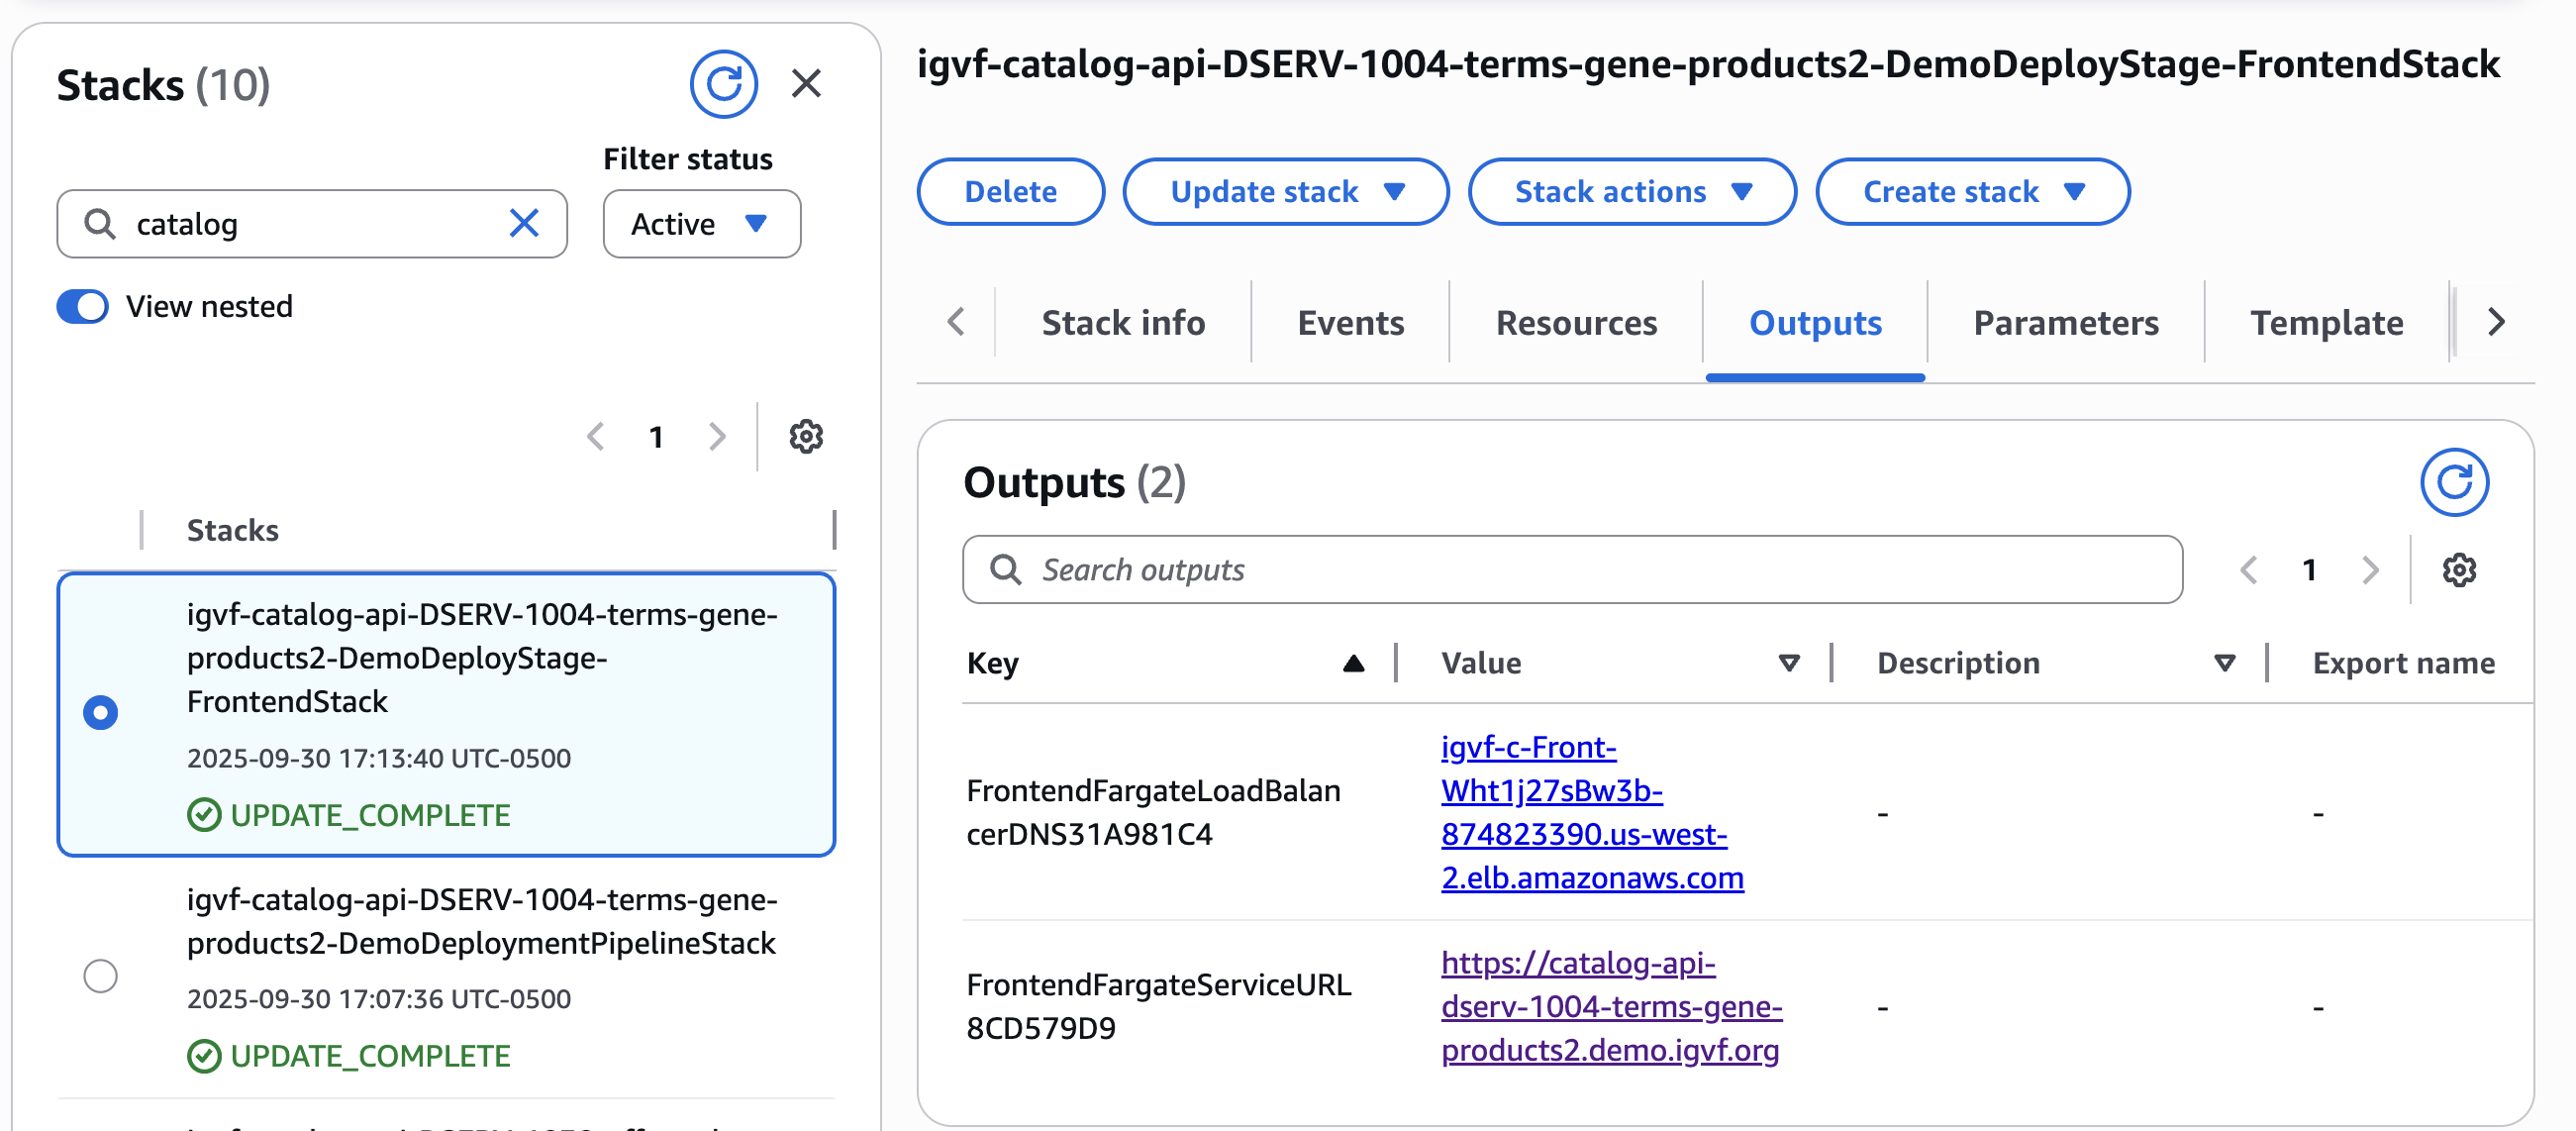 Stacks (10)
Filter status
catalog
Active
View nested
1
Stacks
igvf-catalog-api-DSERV-1004-terms-gene-
products2-DemoDeployStage-
FrontendStack
2025-09-30 17:13:40 UTC-0500
UPDATE_COMPLETE
igvf-catalog-api-DSERV-1004-terms-gene-
products2-DemoDeploymentPipelineStack
2025-09-30 17:07:36 UTC-0500
UPDATE_COMPLETE
igvf-catalog-api-DSERV-1004-terms-gene-products2-DemoDeployStage-FrontendStack
Delete
Update stack
Stack actions
Create stack
Stack info
Events
Resources
Outputs
Parameters
Template
Outputs (2)
Search outputs
1
Key
Value
Description
Export name
FrontendFargateLoadBalan
cerDNS31A981C4
igvf-c-Front-
Wht1j27sBw3b-
874823390.us-west-
2.elb.amazonaws.com
-
-
FrontendFargateServiceURL
8CD579D9
https://catalog-api-
dserv-1004-terms-gene-
products2.demo.igvf.org
-
-